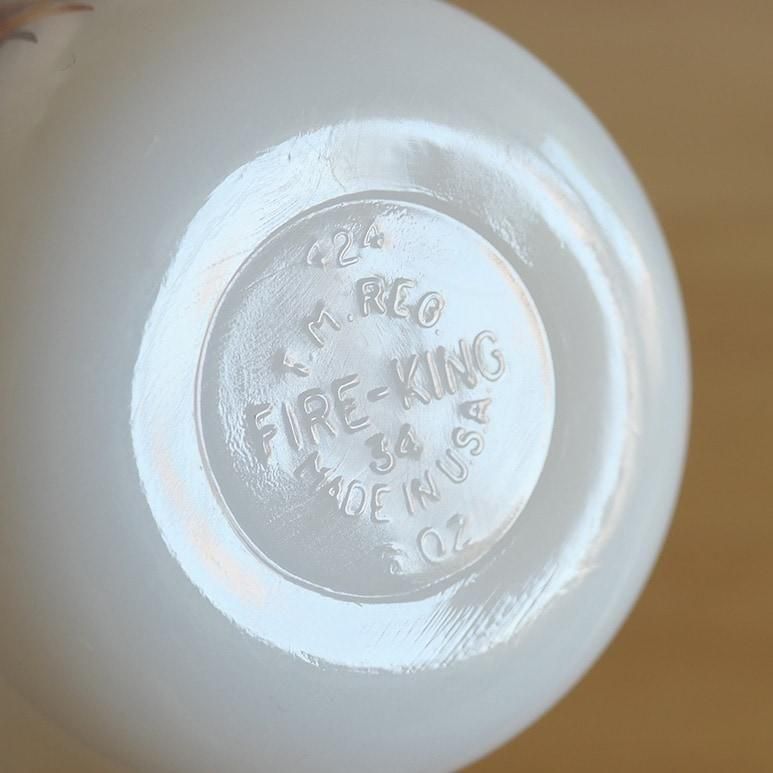 424
T.M. REG.
FIRE-KING
34
MADE IN U.S.A
OZ